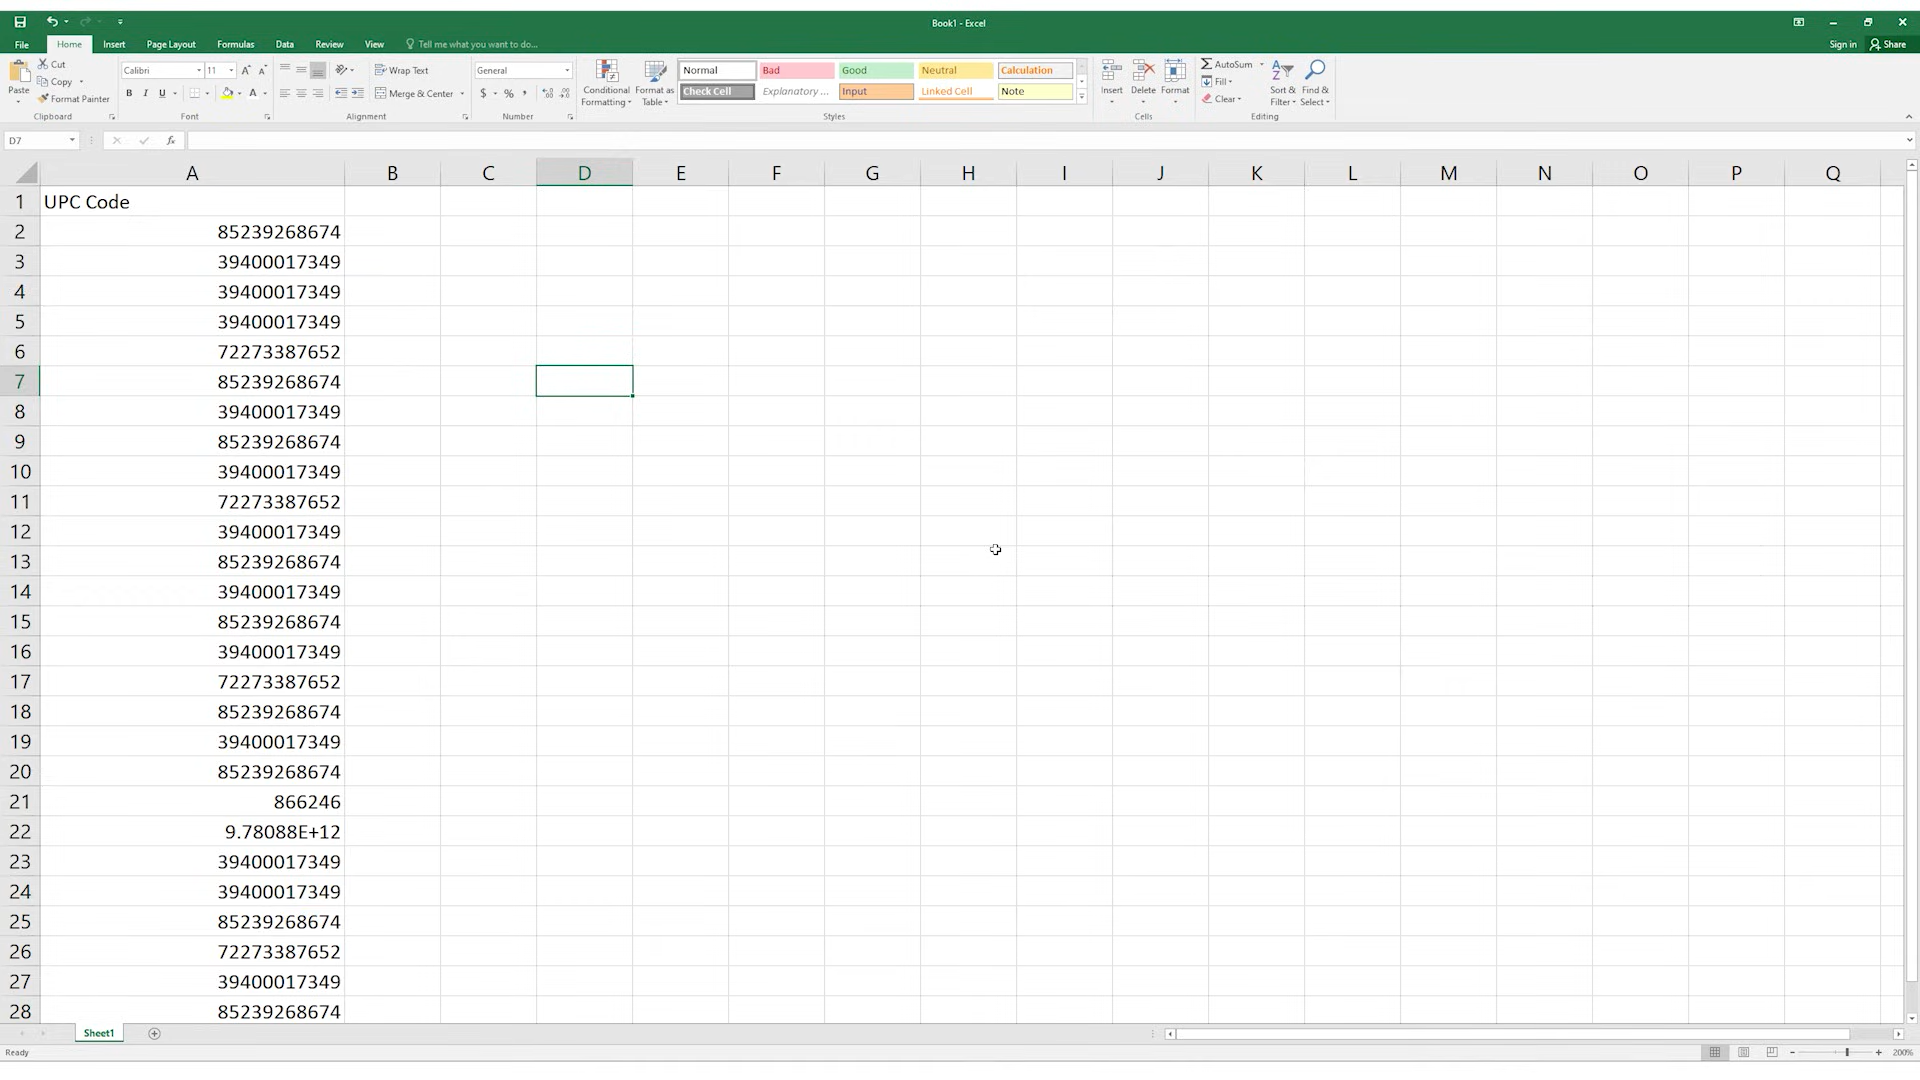 Book1 - Excel
File Home Insert Page Layout Formulas Data Review View Tell me what you want to do... Sign in Share
Paste
Cut
Copy
Format Painter
Clipboard
Calibri 11
B I U
Font
Wrap Text
Merge & Center
Alignment
General
$ % ,
Number
Conditional Formatting
Format as Table
Normal Bad Good Neutral Calculation
Check Cell Explanatory ... Input Linked Cell Note
Styles
Insert Delete Format
Cells
AutoSum
Fill
Clear
Sort & Filter
Find & Select
Editing
D7 fx
A B C D E F G H I J K L M N O P Q
1 UPC Code
2 85239268674
3 39400017349
4 39400017349
5 39400017349
6 72273387652
7 85239268674
8 39400017349
9 85239268674
10 39400017349
11 72273387652
12 39400017349
13 85239268674
14 39400017349
15 85239268674
16 39400017349
17 72273387652
18 85239268674
19 39400017349
20 85239268674
21 866246
22 9.78088E+12
23 39400017349
24 39400017349
25 85239268674
26 72273387652
27 39400017349
28 85239268674
Sheet1
Ready 200%